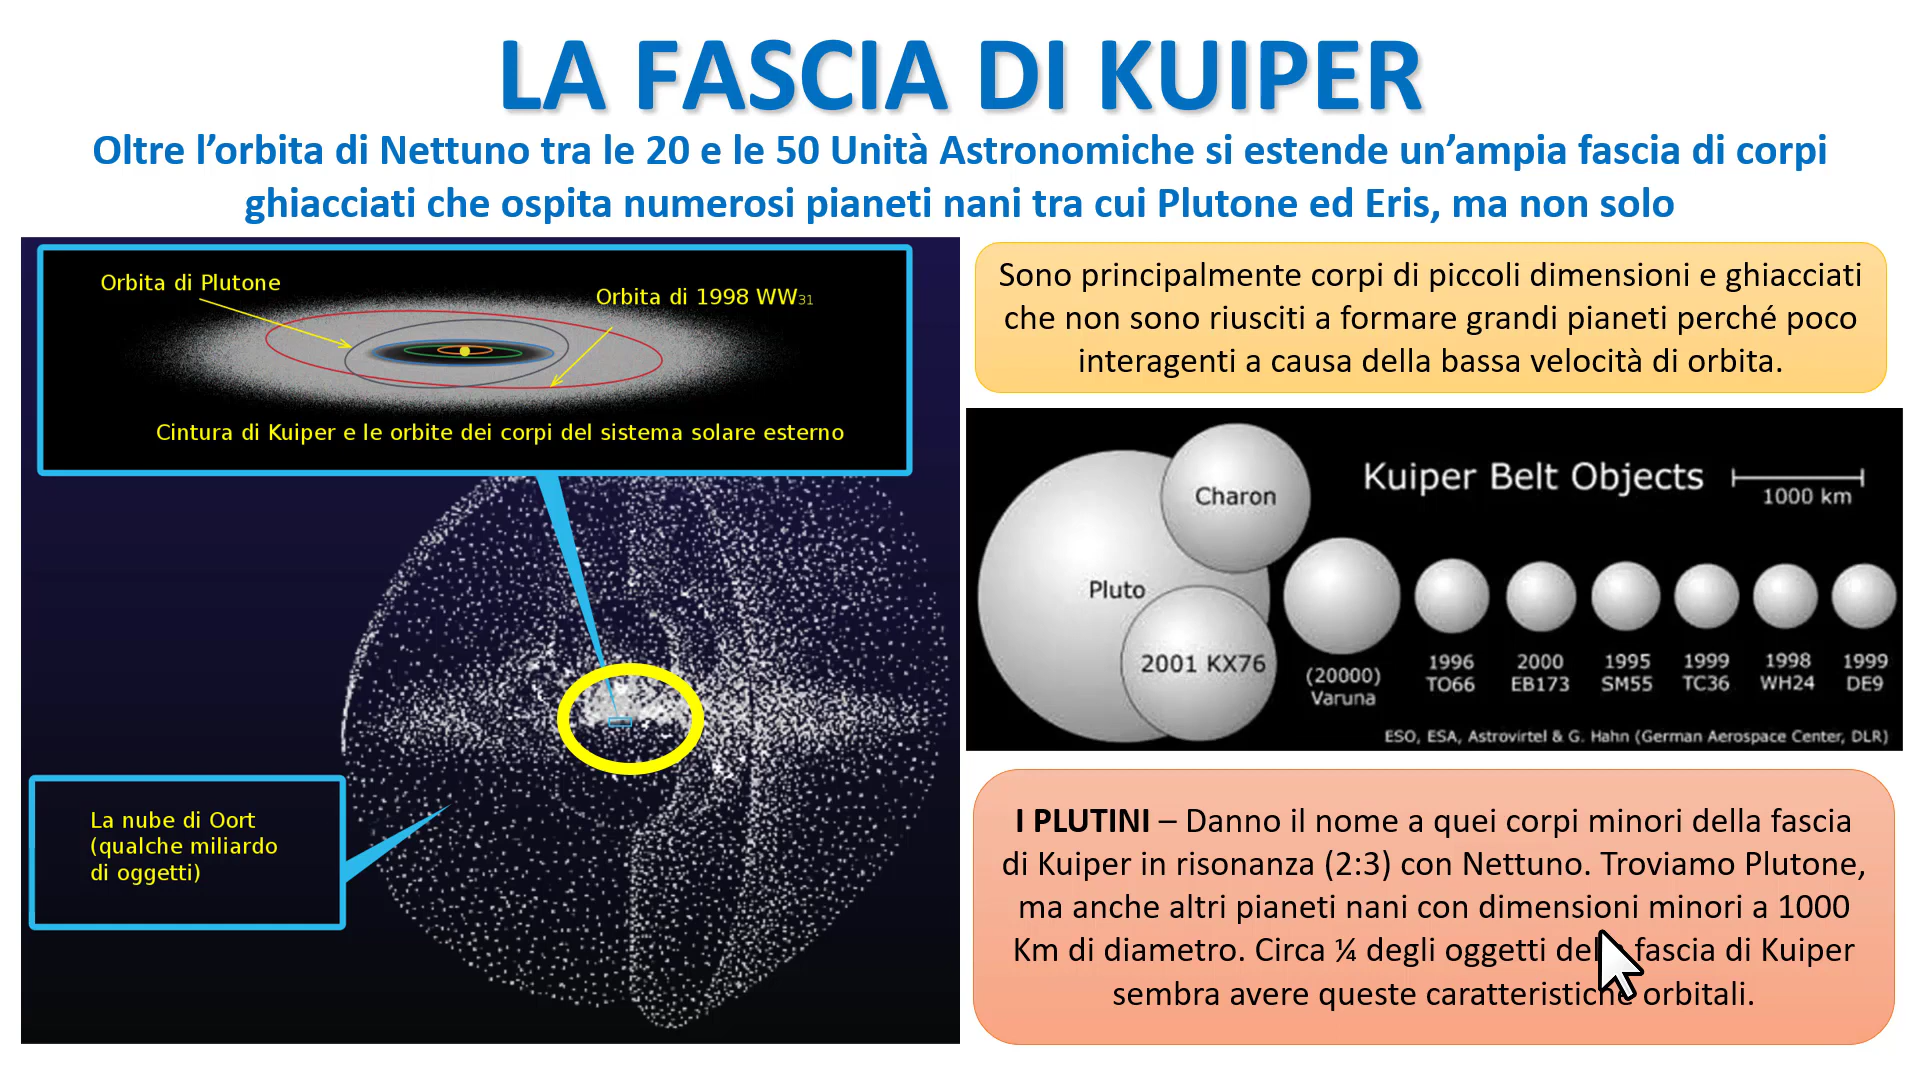 LA FASCIA DI KUIPER
Oltre l’orbita di Nettuno tra le 20 e le 50 Unità Astronomiche si estende un’ampia fascia di corpi
ghiacciati che ospita numerosi pianeti nani tra cui Plutone ed Eris, ma non solo
Orbita di Plutone
Orbita di 1998 WW31
Cintura di Kuiper e le orbite dei corpi del sistema solare esterno
La nube di Oort
(qualche miliardo
di oggetti)
Sono principalmente corpi di piccoli dimensioni e ghiacciati
che non sono riusciti a formare grandi pianeti perché poco
interagenti a causa della bassa velocità di orbita.
Kuiper Belt Objects
1000 km
Charon
Pluto
2001 KX76
(20000)
Varuna
1996
TO66
2000
EB173
1995
SM55
1999
TC36
1998
WH24
1999
DE9
ESO, ESA, Astrovirtel & G. Hahn (German Aerospace Center, DLR)
I PLUTINI – Danno il nome a quei corpi minori della fascia
di Kuiper in risonanza (2:3) con Nettuno. Troviamo Plutone,
ma anche altri pianeti nani con dimensioni minori a 1000
Km di diametro. Circa ¼ degli oggetti della fascia di Kuiper
sembra avere queste caratteristiche orbitali.